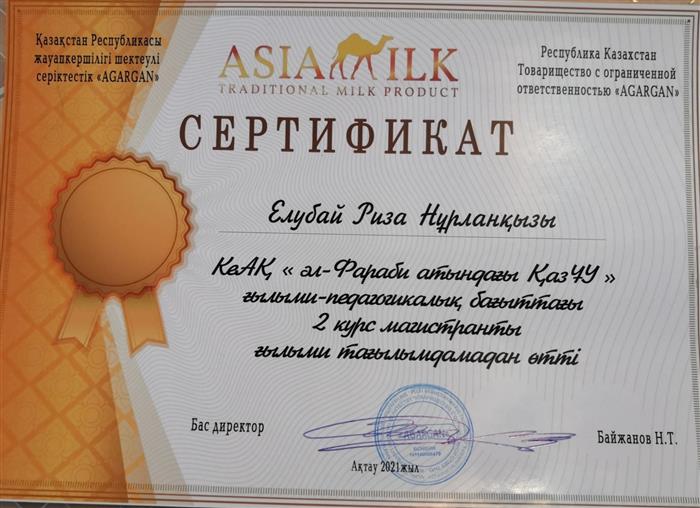 Қазақстан Республикасы
жауапкершілігі шектеулі
серіктестік «AGARGAN»
ASIA MILK
TRADITIONAL MILK PRODUCT
Республика Казахстан
Товарищество с ограниченной
ответственностью «AGARGAN»
СЕРТИФИКАТ
Елубай Риза Нұрланқызы
КеАҚ « әл-Фараби атындағы ҚазҰУ »
ғылыми-педагогикалық бағыттағы
2 курс магистранты
ғылыми тағылымдамадан өтті
Бас директор
AGARGAN
Байжанов Н.Т.
Ақтау 2021жыл